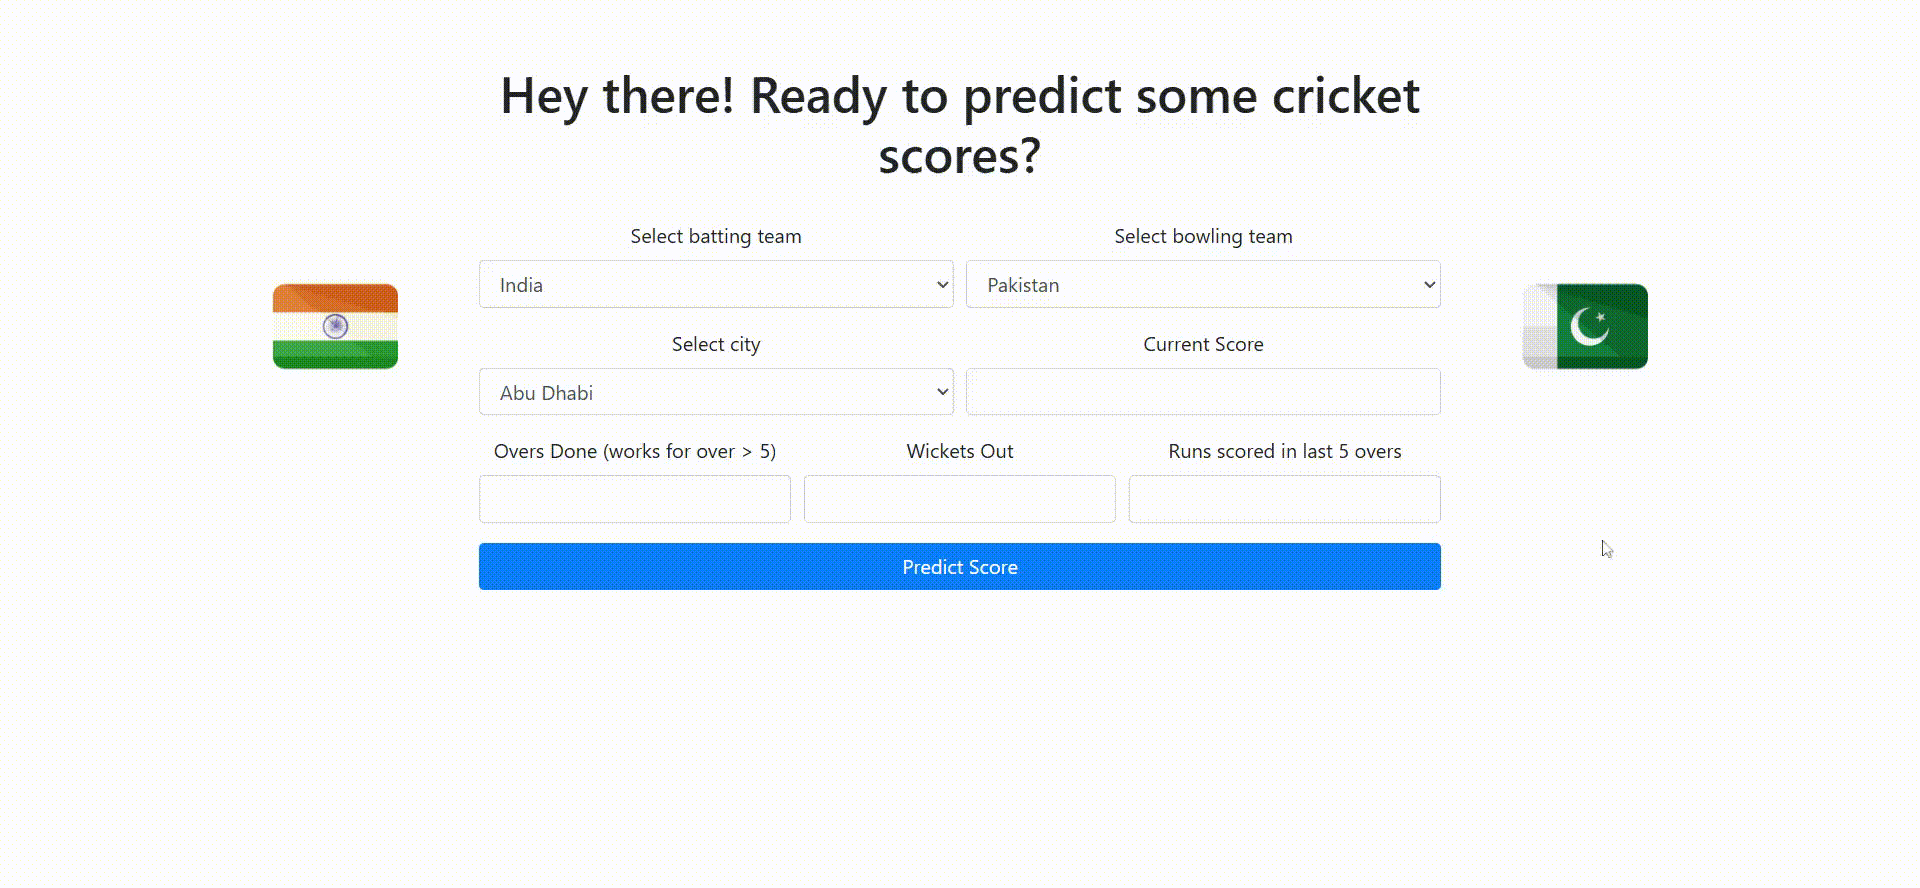 Hey there! Ready to predict some cricket
scores?
Select batting team
Select bowling team
India
Pakistan
Select city
Current Score
Abu Dhabi
Overs Done (works for over > 5)
Wickets Out
Runs scored in last 5 overs
Predict Score